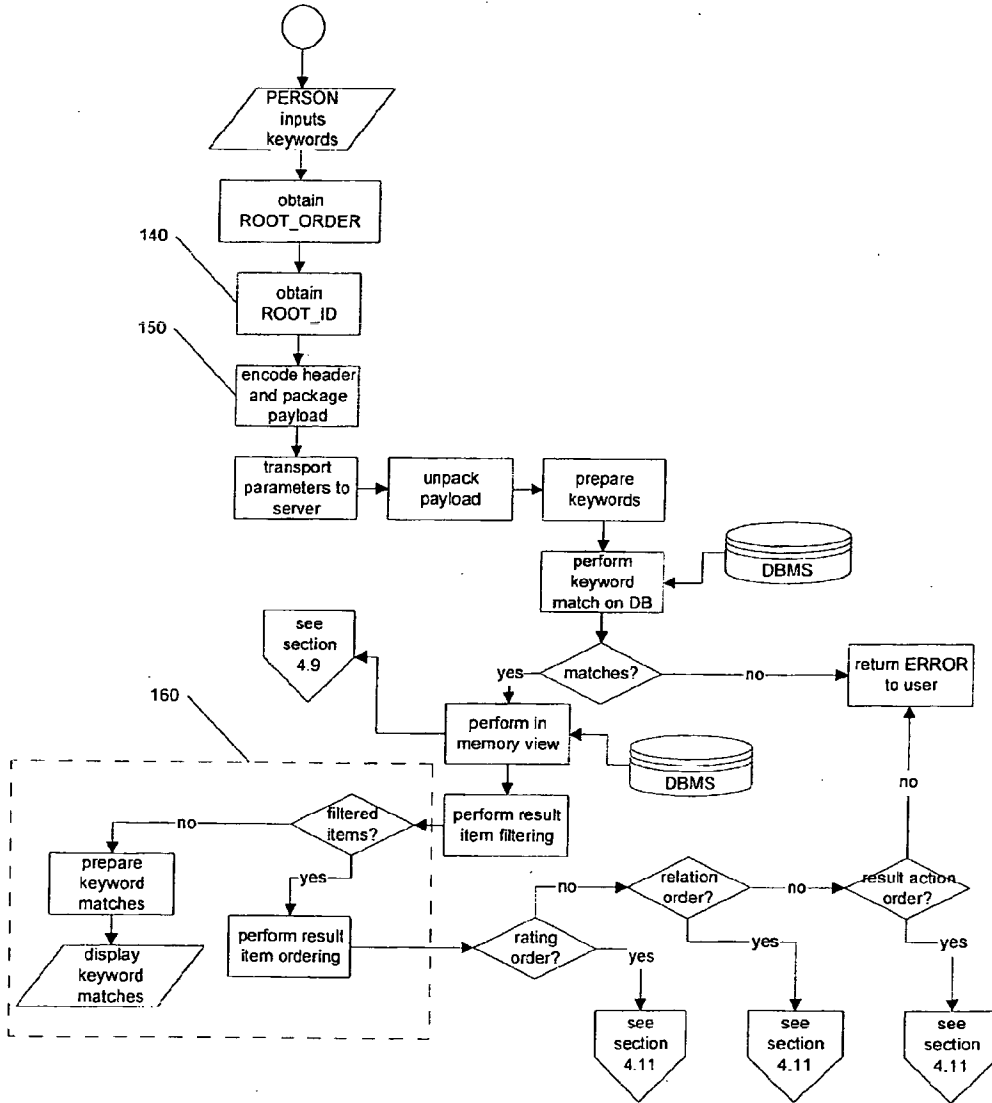 PERSON
inputs
keywords
obtain
ROOT_ORDER
140
obtain
ROOT_ID
150
encode header
and package
payload
transport
parameters to
server
unpack
payload
prepare
keywords
perform
keyword
match on DB
DBMS
see
section
4.9
yes
matches?
no
return ERROR
to user
160
perform in
memory view
DBMS
no
no
filtered
items?
perform result
item filtering
prepare
keyword
matches
yes
no
relation
order?
no
result action
order?
perform result
item ordering
rating
order?
display
keyword
matches
yes
yes
yes
see
section
4.11
see
section
4.11
see
section
4.11